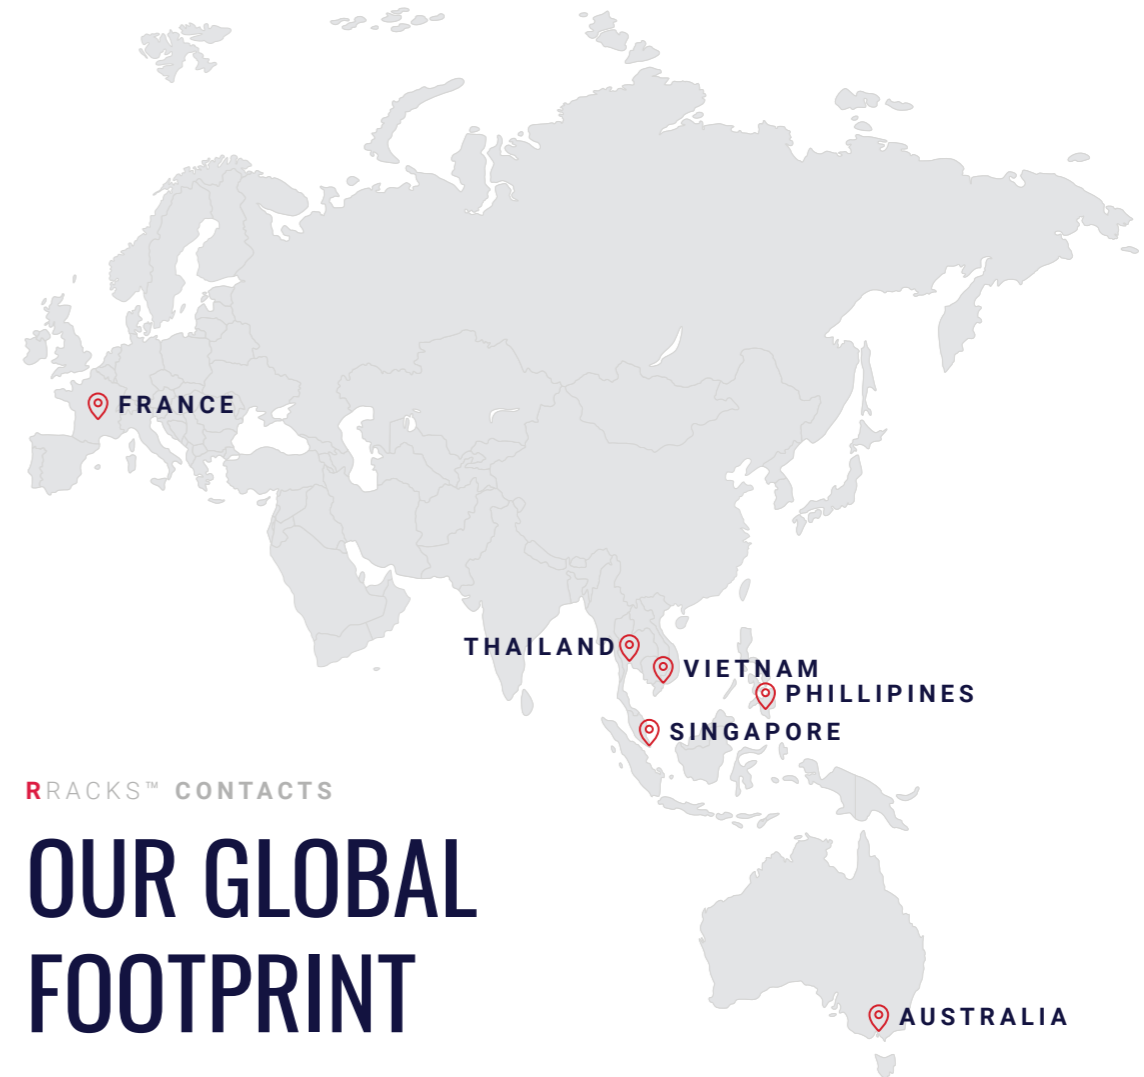 FRANCE
THAILAND
VIETNAM
PHILLIPINES
SINGAPORE
RRACKS™ CONTACTS
OUR GLOBAL
FOOTPRINT
AUSTRALIA